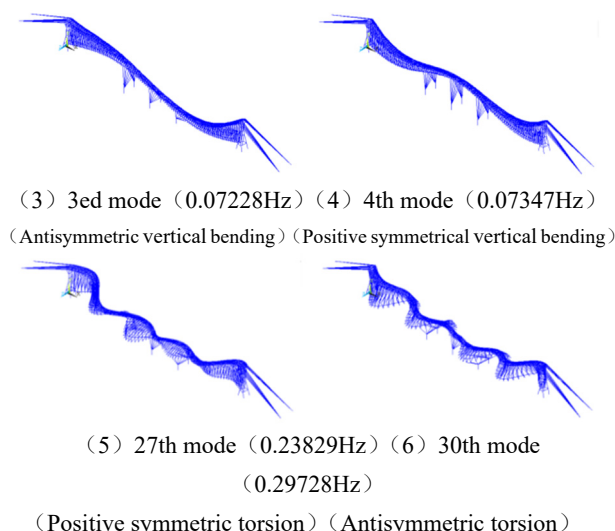 （3）3ed mode（0.07228Hz）（4）4th mode（0.07347Hz）
（Antisymmetric vertical bending）（Positive symmetrical vertical bending）
（5）27th mode（0.23829Hz）（6）30th mode
（0.29728Hz）
（Positive symmetric torsion）（Antisymmetric torsion）